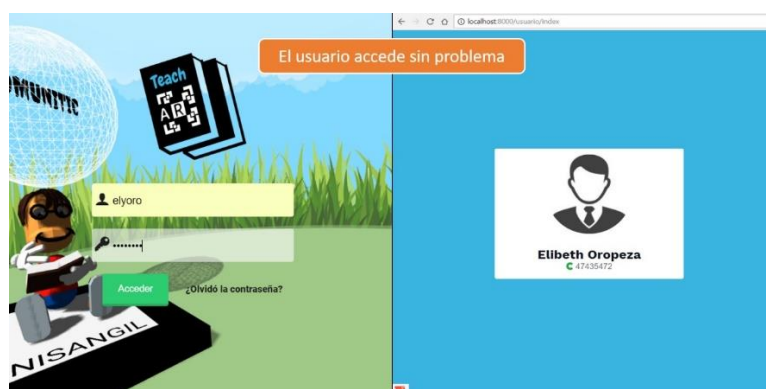 localhost:8000/usuario/index
El usuario accede sin problema
OMUNITIC
Teach
AR
elyoro
••••••••
Acceder
¿Olvidó la contraseña?
NISANGIL
Elibeth Oropeza
C 47435472